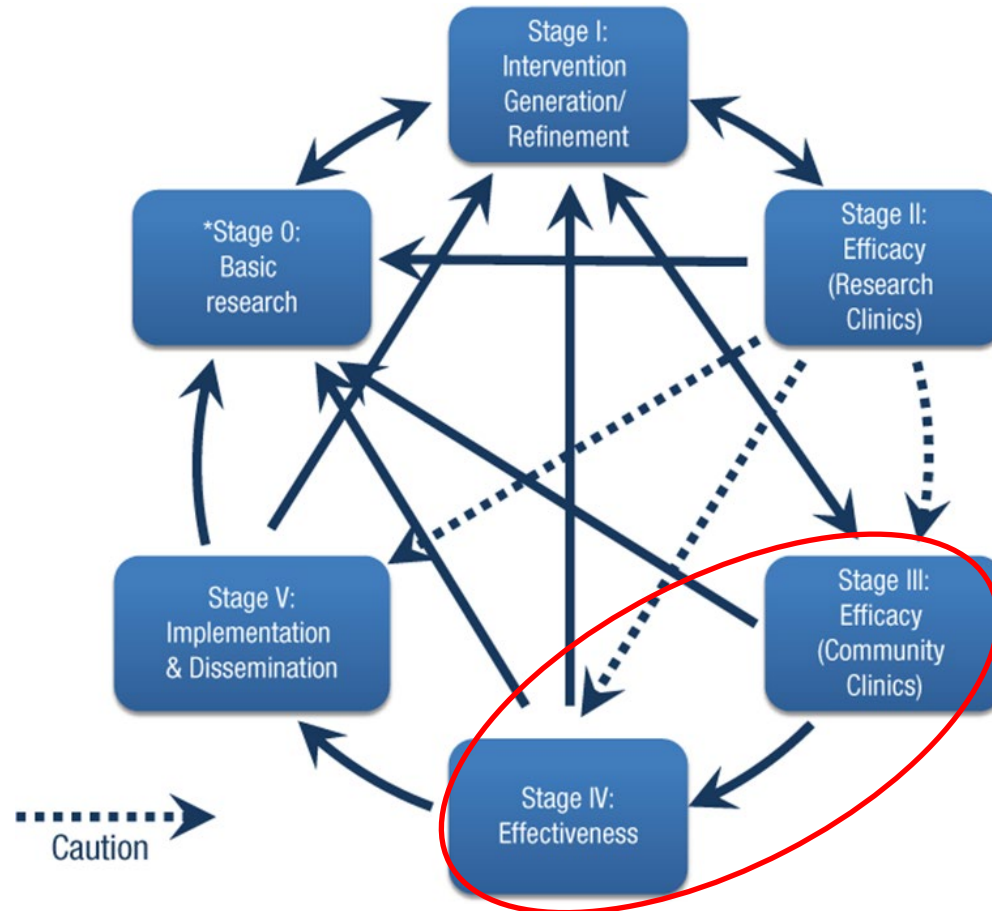 Stage I:
Intervention
Generation/
Refinement
*Stage 0:
Basic
research
Stage II:
Efficacy
(Research
Clinics)
Stage V:
Implementation
& Dissemination
Stage III:
Efficacy
(Community
Clinics)
Stage IV:
Effectiveness
Caution